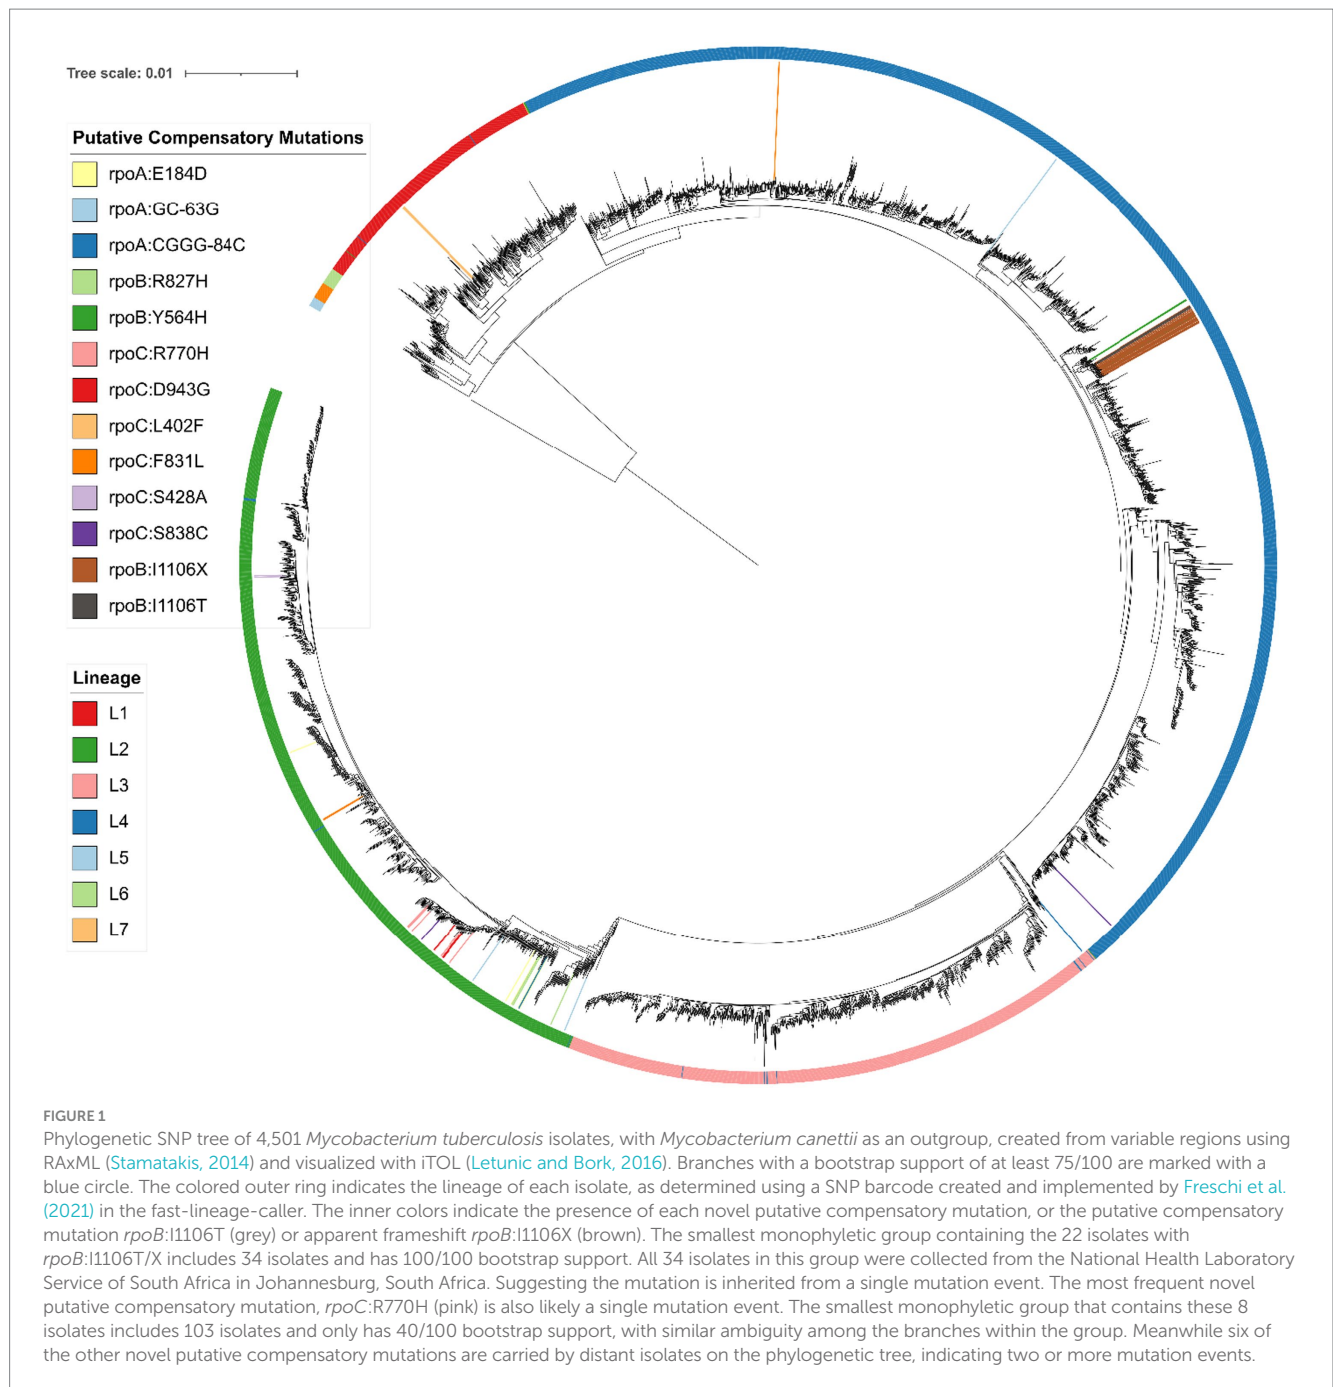 Tree scale: 0.01
Putative Compensatory Mutations
rpoA:E184D
rpoA:GC-63G
rpoA:CGGG-84C
rpoB:R827H
rpoB:Y564H
rpoC:R770H
rpoC:D943G
rpoC:L402F
rpoC:F831L
rpoC:S428A
rpoC:S838C
rpoB:I1106X
rpoB:I1106T
Lineage
L1
L2
L3
L4
L5
L6
L7
FIGURE 1
Phylogenetic SNP tree of 4,501 Mycobacterium tuberculosis isolates, with Mycobacterium canettii as an outgroup, created from variable regions using
RAxML (Stamatakis, 2014) and visualized with iTOL (Letunic and Bork, 2016). Branches with a bootstrap support of at least 75/100 are marked with a
blue circle. The colored outer ring indicates the lineage of each isolate, as determined using a SNP barcode created and implemented by Freschi et al.
(2021) in the fast-lineage-caller. The inner colors indicate the presence of each novel putative compensatory mutation, or the putative compensatory
mutation rpoB:I1106T (grey) or apparent frameshift rpoB:I1106X (brown). The smallest monophyletic group containing the 22 isolates with
rpoB:I1106T/X includes 34 isolates and has 100/100 bootstrap support. All 34 isolates in this group were collected from the National Health Laboratory
Service of South Africa in Johannesburg, South Africa. Suggesting the mutation is inherited from a single mutation event. The most frequent novel
putative compensatory mutation, rpoC:R770H (pink) is also likely a single mutation event. The smallest monophyletic group that contains these 8
isolates includes 103 isolates and only has 40/100 bootstrap support, with similar ambiguity among the branches within the group. Meanwhile six of
the other novel putative compensatory mutations are carried by distant isolates on the phylogenetic tree, indicating two or more mutation events.